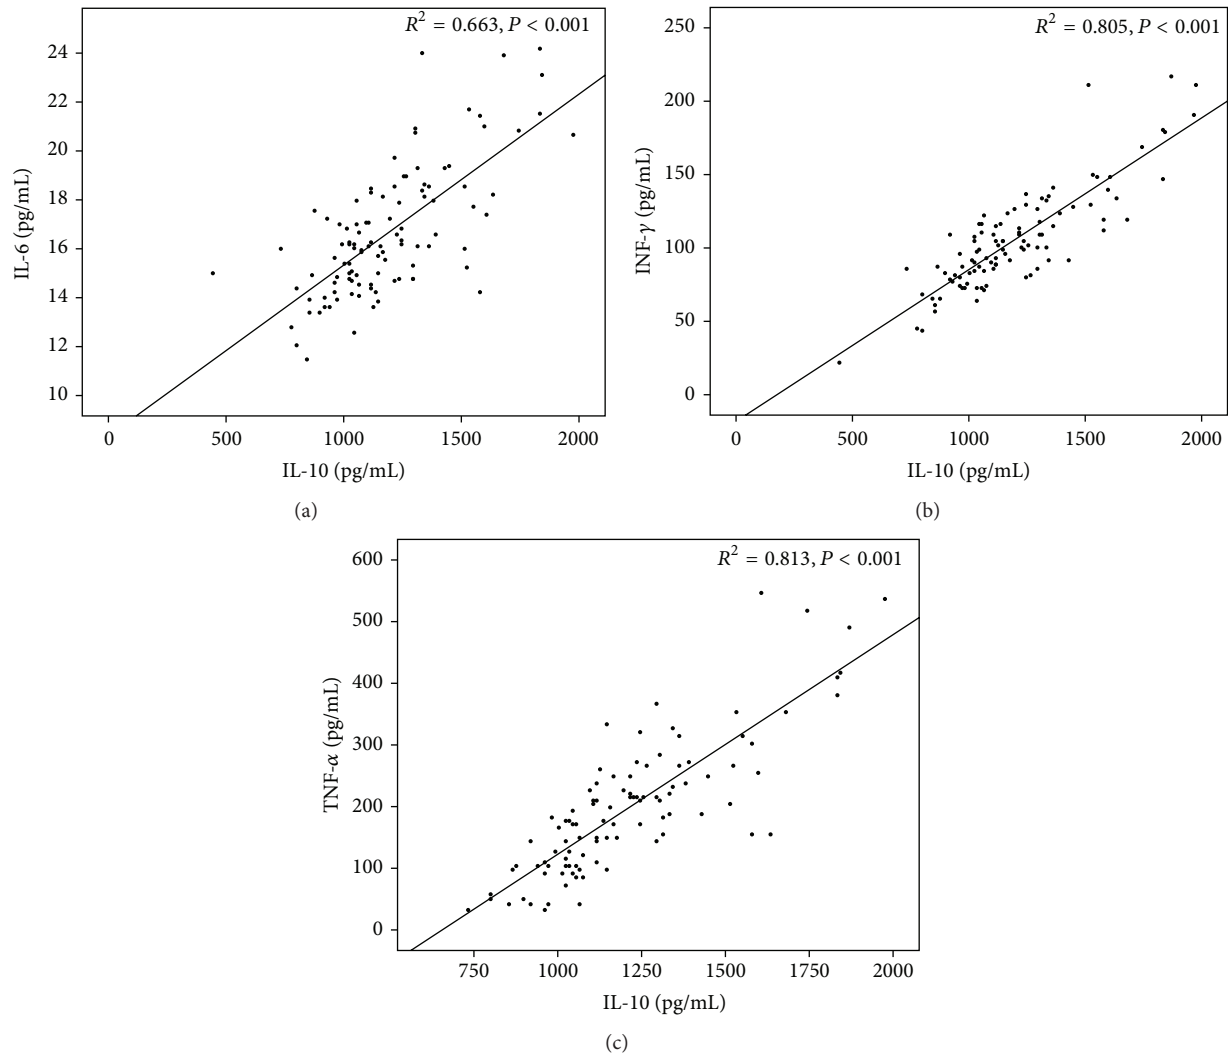 R² = 0.663, P < 0.001
24
22
20
18
16
14
12
10
IL-6 (pg/mL)
0 500 1000 1500 2000
IL-10 (pg/mL)
(a)
R² = 0.805, P < 0.001
250
200
150
100
50
0
INF-γ (pg/mL)
0 500 1000 1500 2000
IL-10 (pg/mL)
(b)
R² = 0.813, P < 0.001
600
500
400
300
200
100
0
TNF-α (pg/mL)
750 1000 1250 1500 1750 2000
IL-10 (pg/mL)
(c)